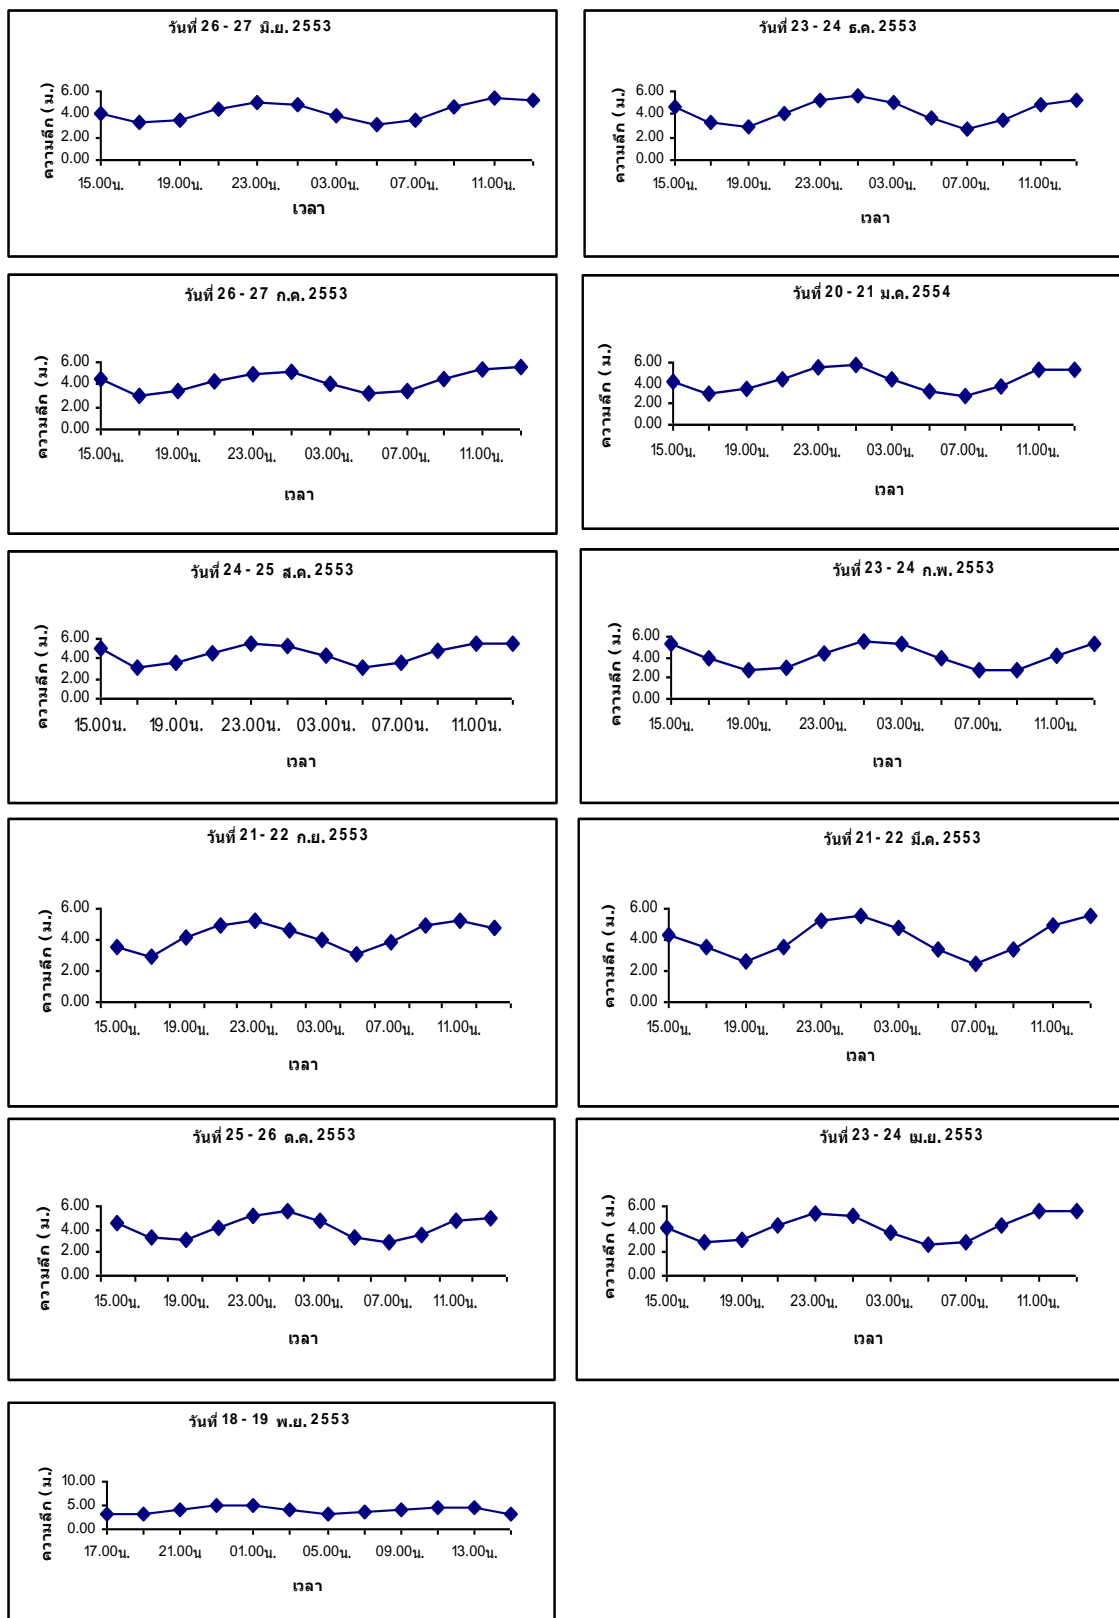 วันที่ 26 - 27 มิ.ย. 2553
ความลึก (ม.)
6.00
4.00
2.00
0.00
15.00น. 19.00น. 23.00น. 03.00น. 07.00น. 11.00น.
เวลา
วันที่ 23 - 24 ธ.ค. 2553
ความลึก (ม.)
6.00
4.00
2.00
0.00
15.00น. 19.00น. 23.00น. 03.00น. 07.00น. 11.00น.
เวลา
วันที่ 26 - 27 ก.ค. 2553
ความลึก (ม.)
6.00
4.00
2.00
0.00
15.00น. 19.00น. 23.00น. 03.00น. 07.00น. 11.00น.
เวลา
วันที่ 20 - 21 ม.ค. 2554
ความลึก (ม.)
6.00
4.00
2.00
0.00
15.00น. 19.00น. 23.00น. 03.00น. 07.00น. 11.00น.
เวลา
วันที่ 24 - 25 ส.ค. 2553
ความลึก (ม.)
6.00
4.00
2.00
0.00
15.00น. 19.00น. 23.00น. 03.00น. 07.00น. 11.00น.
เวลา
วันที่ 23 - 24 ก.พ. 2553
ความลึก (ม.)
6.00
4.00
2.00
0.00
15.00น. 19.00น. 23.00น. 03.00น. 07.00น. 11.00น.
เวลา
วันที่ 21 - 22 ก.ย. 2553
ความลึก (ม.)
6.00
4.00
2.00
0.00
15.00น. 19.00น. 23.00น. 03.00น. 07.00น. 11.00น.
เวลา
วันที่ 21 - 22 มี.ค. 2553
ความลึก (ม.)
6.00
4.00
2.00
0.00
15.00น. 19.00น. 23.00น. 03.00น. 07.00น. 11.00น.
เวลา
วันที่ 25 - 26 ต.ค. 2553
ความลึก (ม.)
6.00
4.00
2.00
0.00
15.00น. 19.00น. 23.00น. 03.00น. 07.00น. 11.00น.
เวลา
วันที่ 23 - 24 เม.ย. 2553
ความลึก (ม.)
6.00
4.00
2.00
0.00
15.00น. 19.00น. 23.00น. 03.00น. 07.00น. 11.00น.
เวลา
วันที่ 18 - 19 พ.ย. 2553
ความลึก (ม.)
10.00
5.00
0.00
17.00น. 21.00น 01.00น. 05.00น. 09.00น. 13.00น.
เวลา